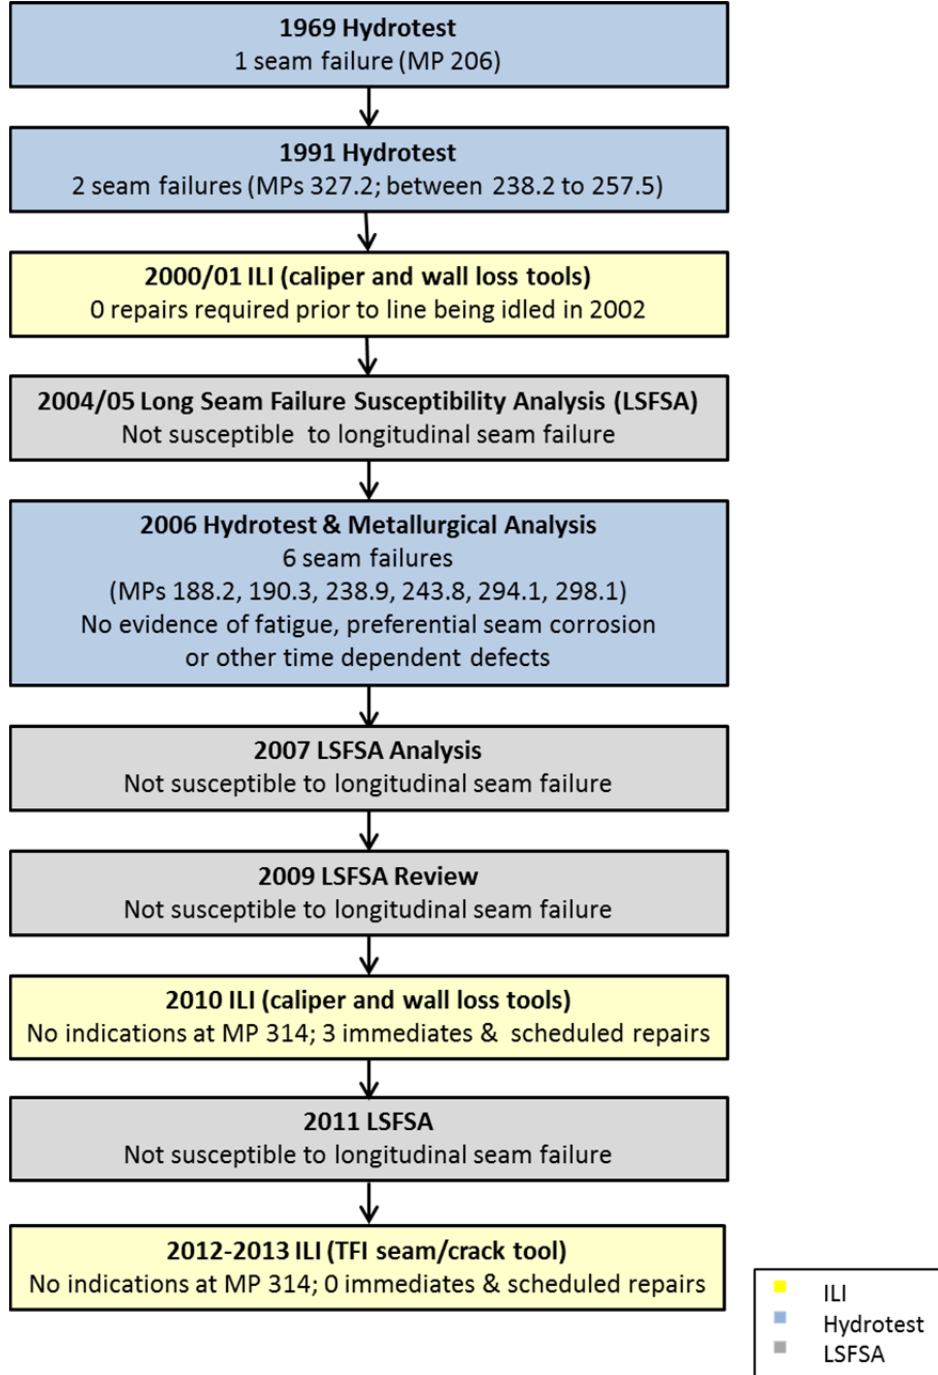 1969 Hydrotest
1 seam failure (MP 206)
1991 Hydrotest
2 seam failures (MPs 327.2; between 238.2 to 257.5)
2000/01 ILI (caliper and wall loss tools)
0 repairs required prior to line being idled in 2002
2004/05 Long Seam Failure Susceptibility Analysis (LSFSA)
Not susceptible to longitudinal seam failure
2006 Hydrotest & Metallurgical Analysis
6 seam failures
(MPs 188.2, 190.3, 238.9, 243.8, 294.1, 298.1)
No evidence of fatigue, preferential seam corrosion
or other time dependent defects
2007 LSFSA Analysis
Not susceptible to longitudinal seam failure
2009 LSFSA Review
Not susceptible to longitudinal seam failure
2010 ILI (caliper and wall loss tools)
No indications at MP 314; 3 immediates & scheduled repairs
2011 LSFSA
Not susceptible to longitudinal seam failure
2012-2013 ILI (TFI seam/crack tool)
No indications at MP 314; 0 immediates & scheduled repairs
ILI
Hydrotest
LSFSA